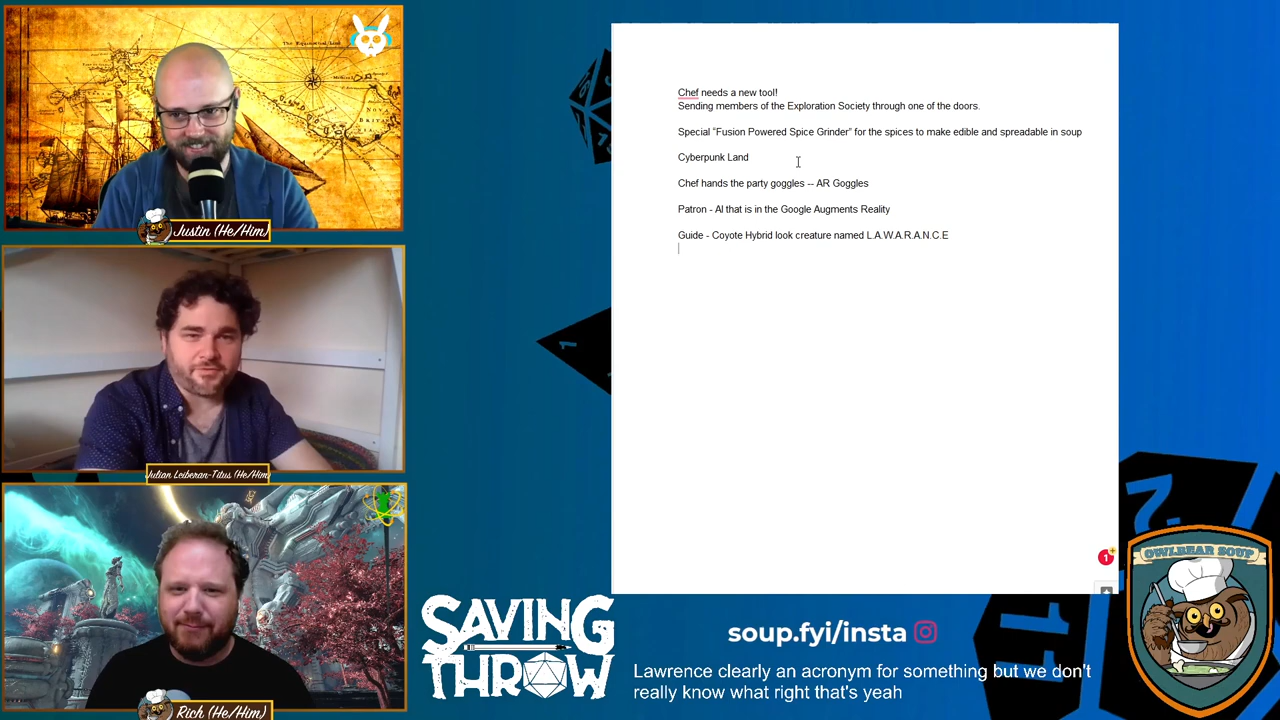 Justin (He/Him)
Julian Leiberan-Titus (He/Him)
Rich (He/Him)
Chef needs a new tool!
Sending members of the Exploration Society through one of the doors.
Special "Fusion Powered Spice Grinder" for the spices to make edible and spreadable in soup
Cyberpunk Land
Chef hands the party goggles -- AR Goggles
Patron - AI that is in the Google Augments Reality
Guide - Coyote Hybrid look creature named L.A.W.A.R.A.N.C.E
1
SAVING
THROW
soup.fyi/insta
Lawrence clearly an acronym for something but we don't
really know what right that's yeah
OWLBEAR SOUP